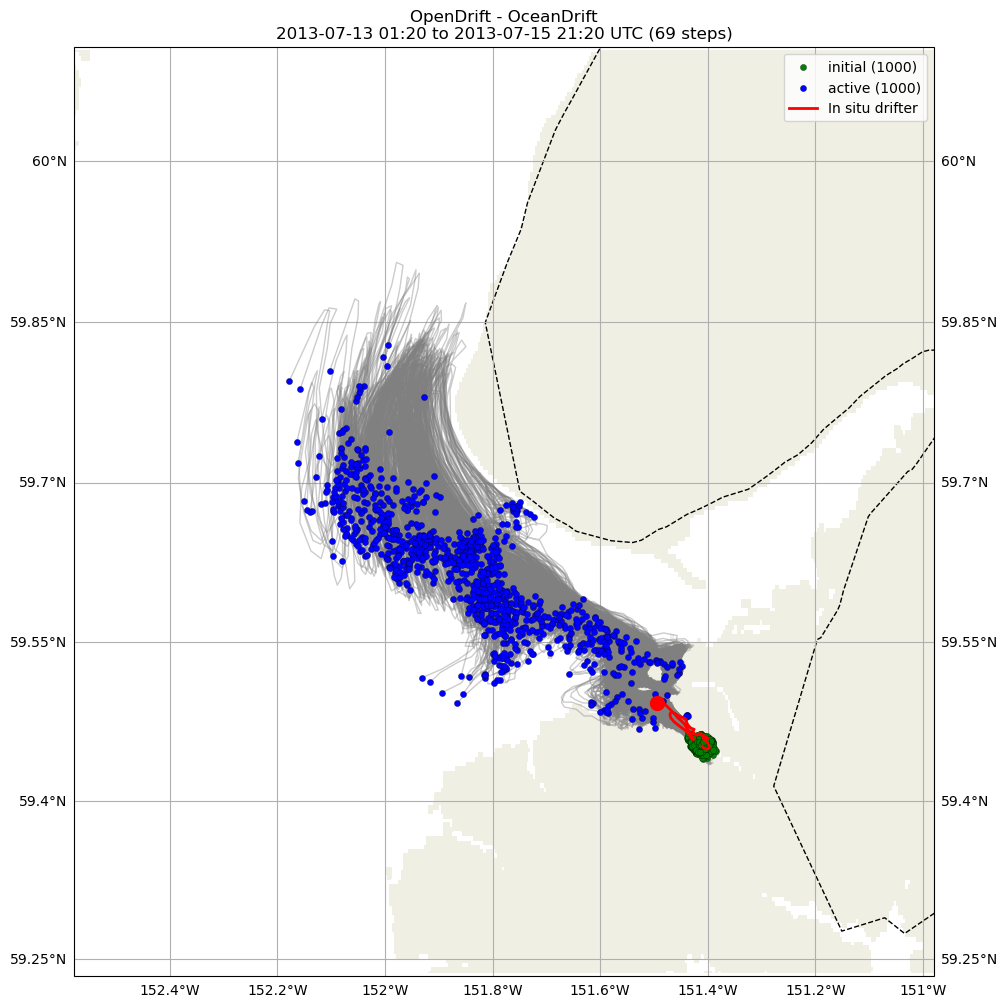 OpenDrift - OceanDrift
2013-07-13 01:20 to 2013-07-15 21:20 UTC (69 steps)
initial (1000)
active (1000)
In situ drifter
60°N
60°N
59.85°N
59.85°N
59.7°N
59.7°N
59.55°N
59.55°N
59.4°N
59.4°N
59.25°N
59.25°N
152.4°W
152.2°W
152°W
151.8°W
151.6°W
151.4°W
151.2°W
151°W